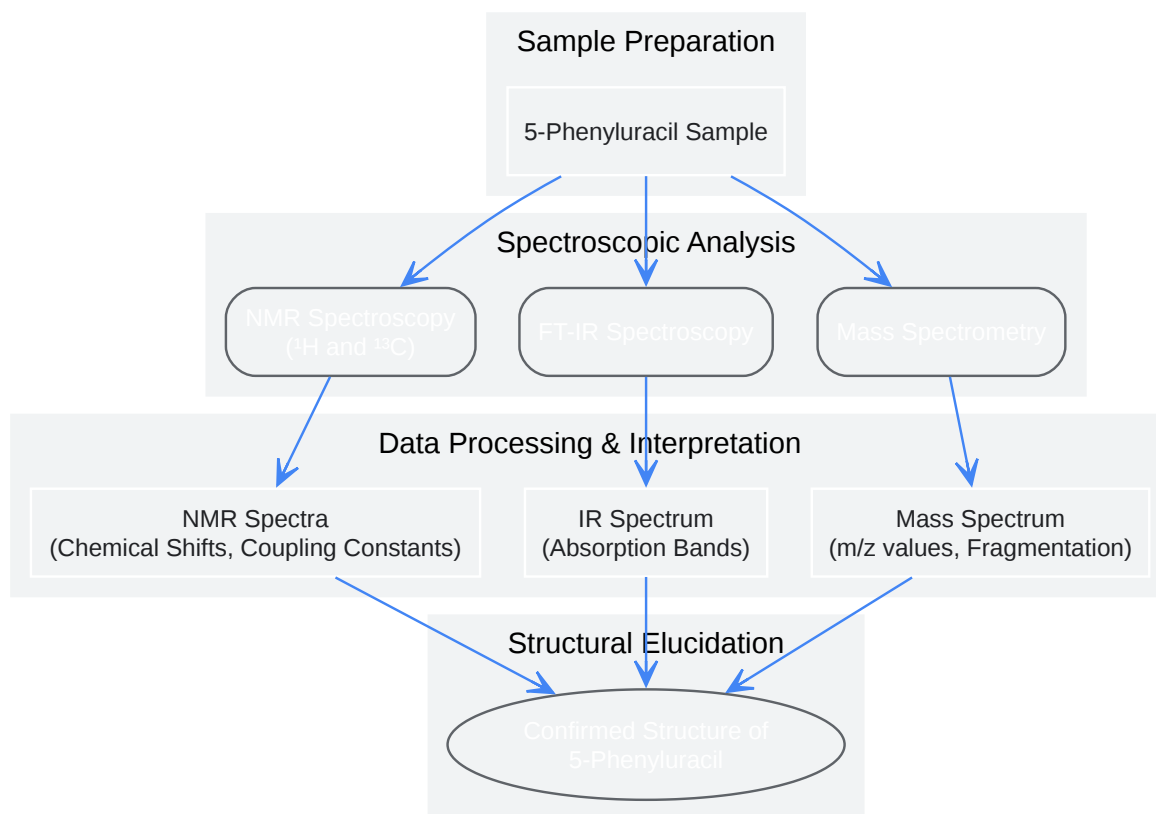 Sample Preparation
5-Phenyluracil Sample
Spectroscopic Analysis
NMR Spectroscopy
(¹H and ¹³C)
FT-IR Spectroscopy
Mass Spectrometry
Data Processing & Interpretation
NMR Spectra
(Chemical Shifts, Coupling Constants)
IR Spectrum
(Absorption Bands)
Mass Spectrum
(m/z values, Fragmentation)
Structural Elucidation
Confirmed Structure of
5-Phenyluracil